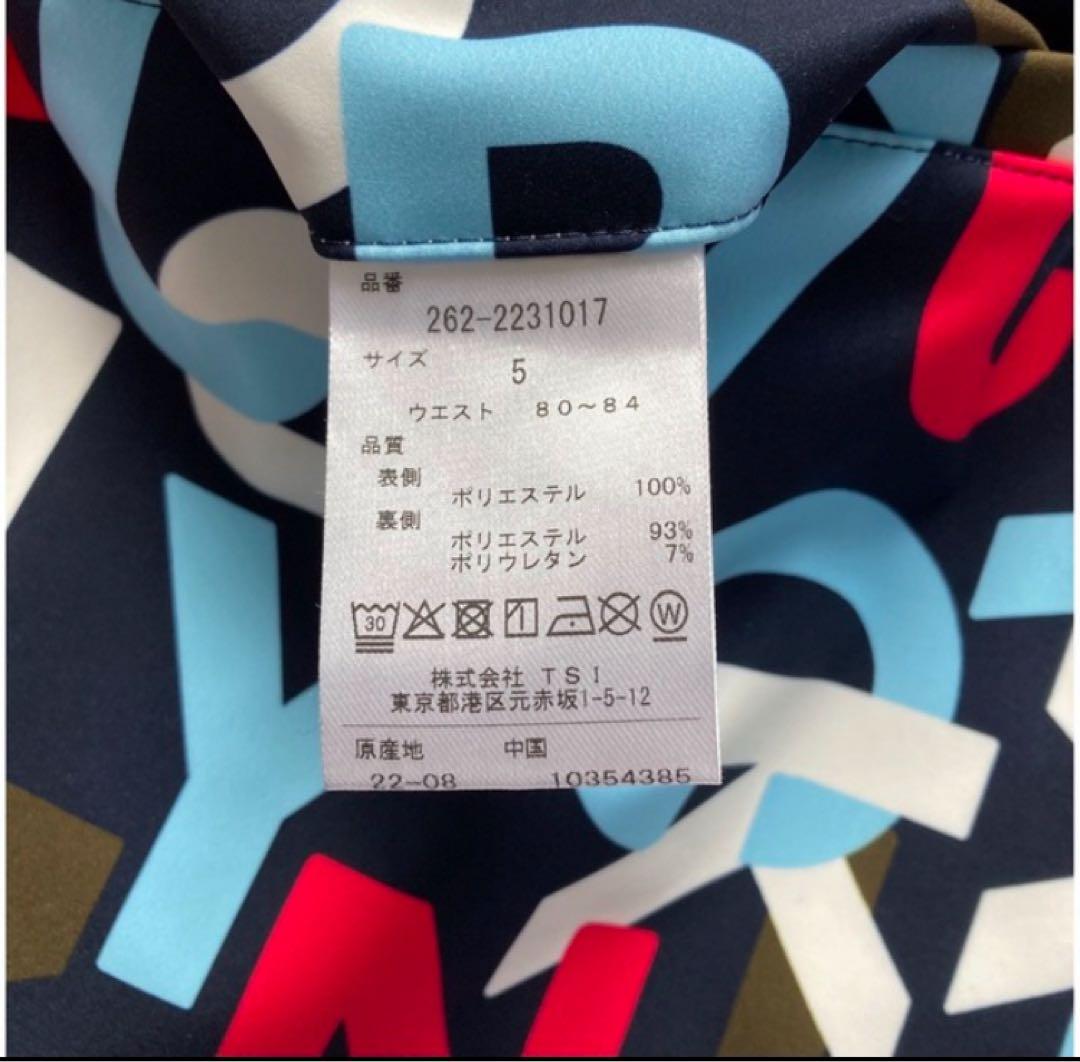 品番
262-2231017
サイズ
5
ウエスト 80～84
品質
表側
ポリエステル 100%
裏側
ポリエステル 93%
ポリウレタン 7%
30
W
株式会社 TSI
東京都港区元赤坂1-5-12
原産地 中国
22-08 10354385